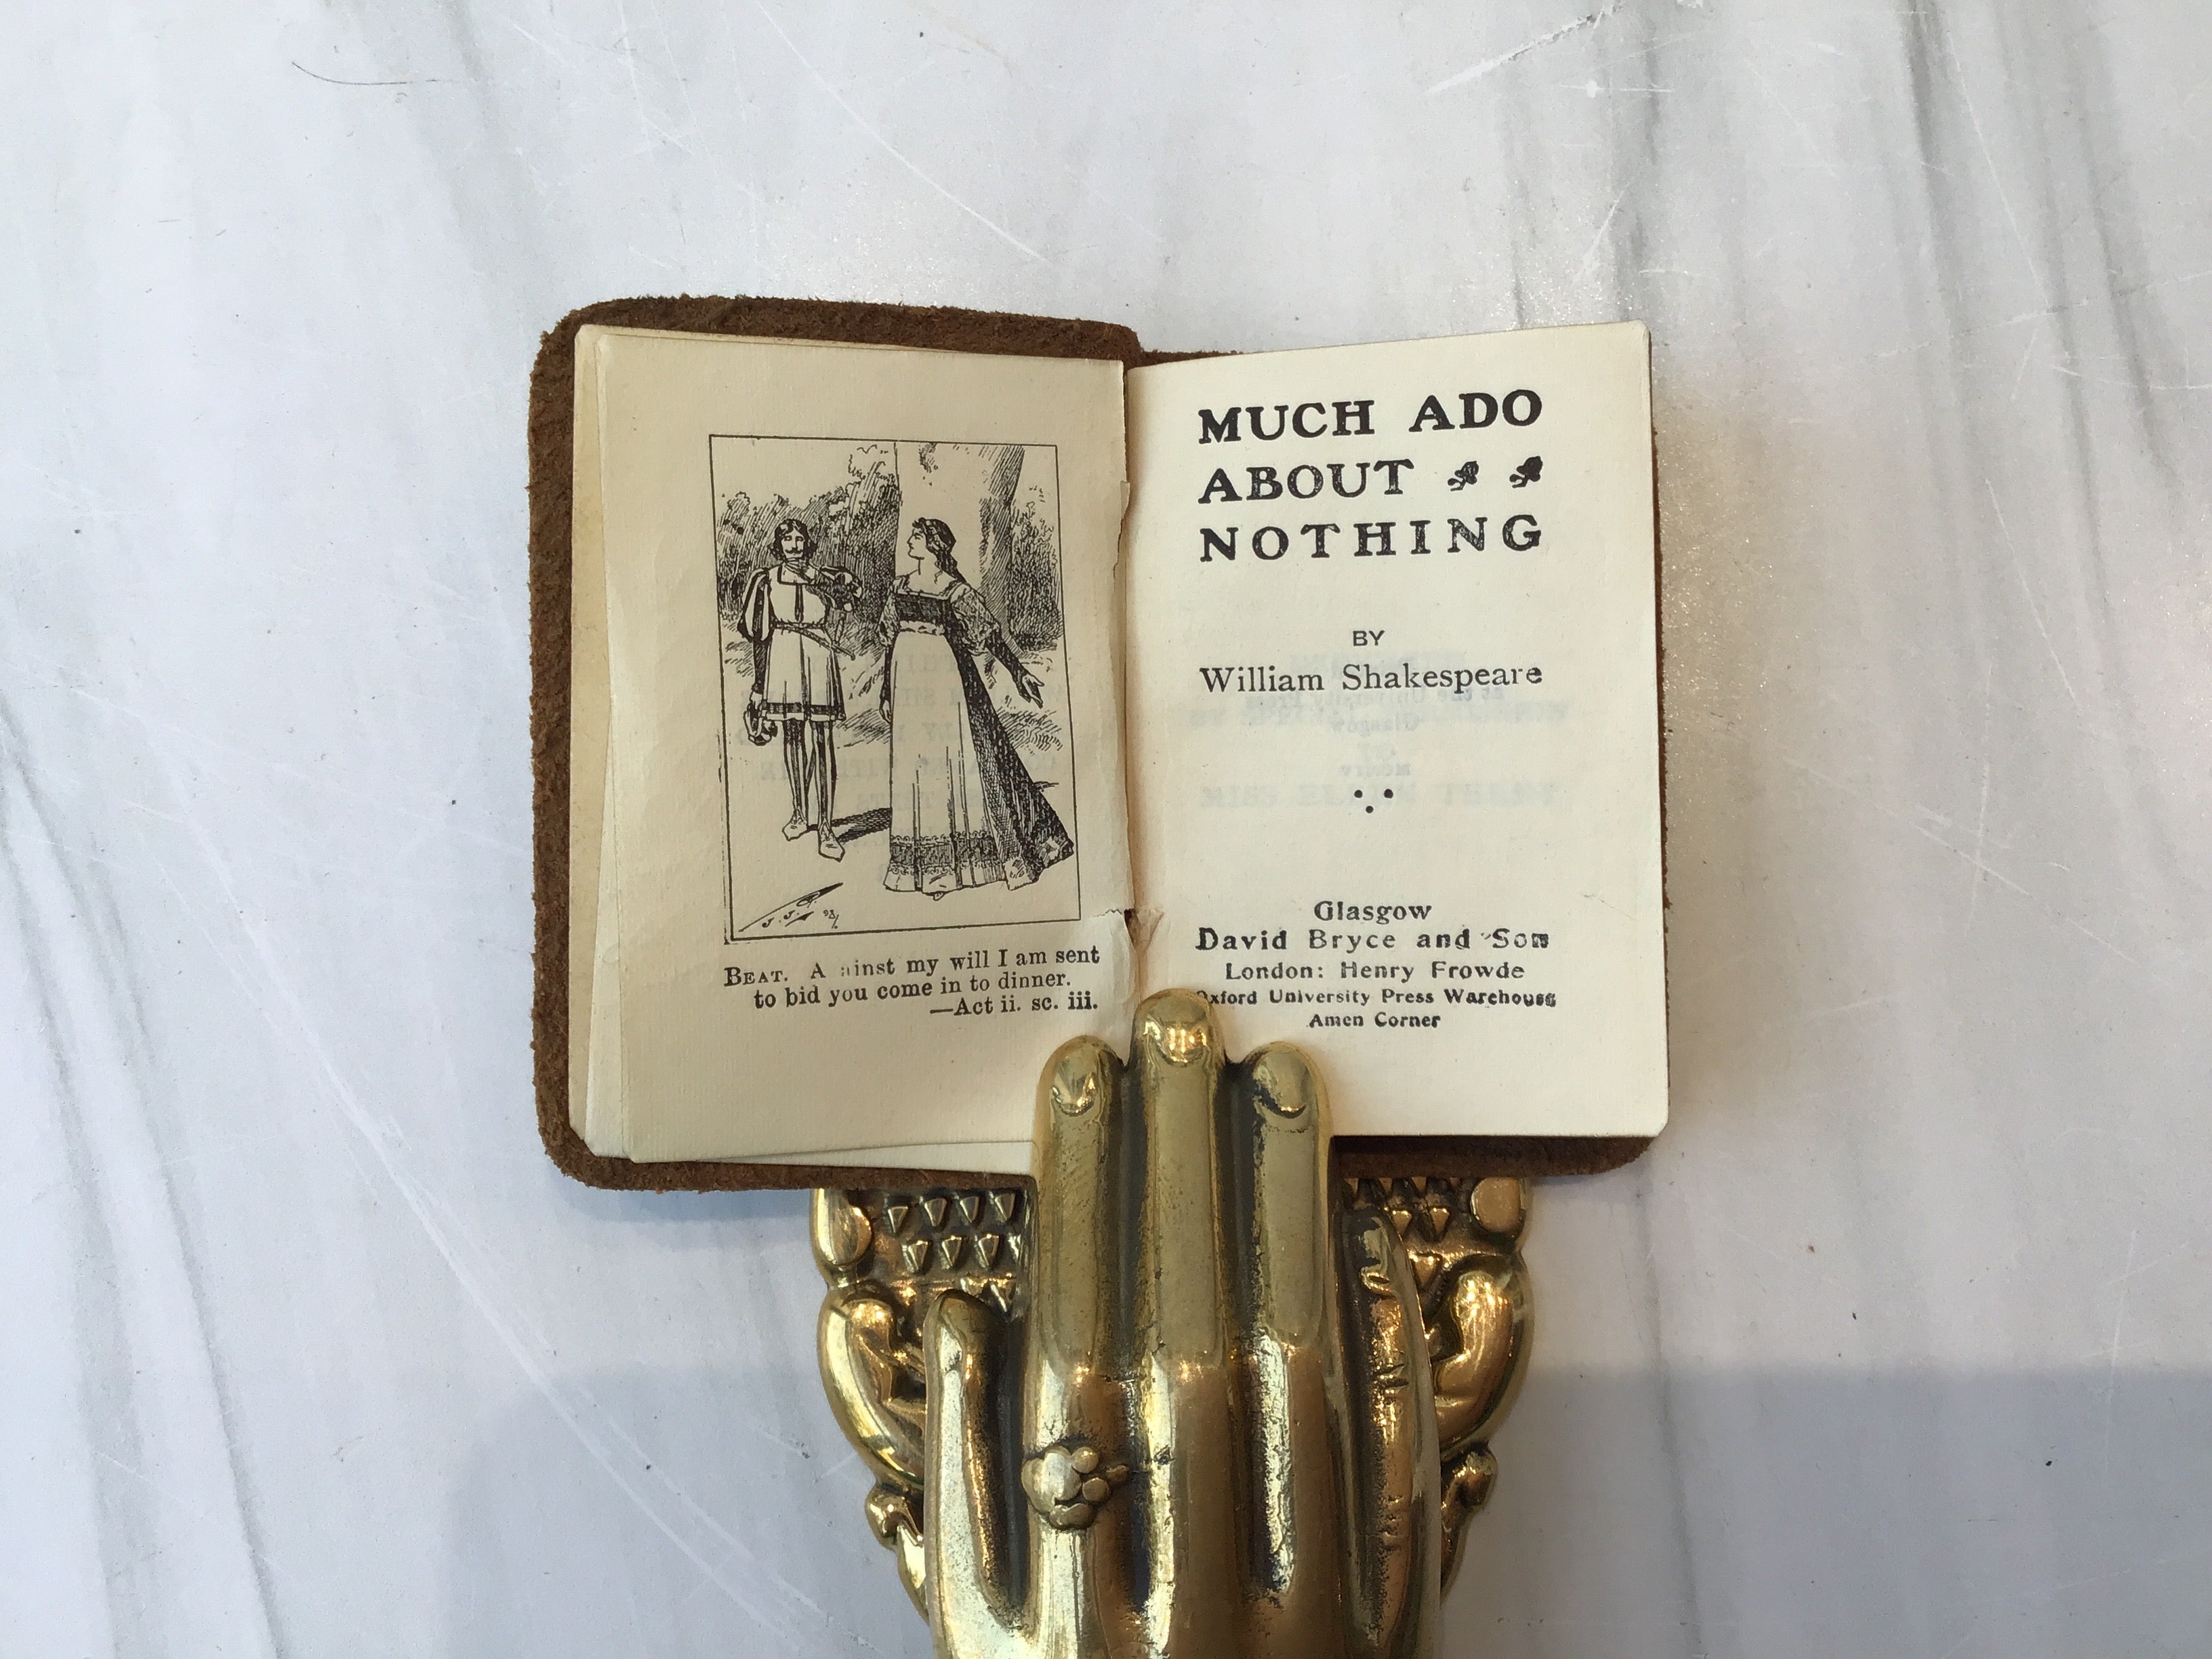 BEAT. A inst my will I am sent
to bid you come in to dinner.
—Act ii. sc. iii.
MUCH ADO
ABOUT
NOTHING
BY
William Shakespeare
Glasgow
David Bryce and Son
London: Henry Frowde
Oxford University Press Warehouse
Amen Corner